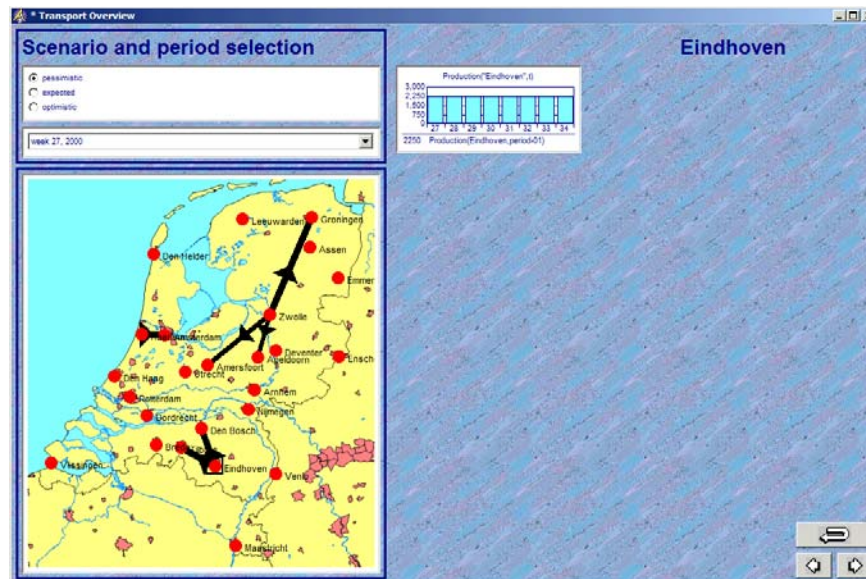 * Transport Overview
Scenario and period selection
pessimistic
expected
optimistic
week 27, 2000
Eindhoven
Production("Eindhoven",t)
3,000
2,250
1,500
750
0
27 28 29 30 31 32 33 34
2250 Production(Eindhoven,period-01)
Leeuwarden
Groningen
Assen
Den Helder
Emmen
Zwolle
Amsterdam
Deventer
Apeldoorn
Ensch
Amersfoort
Utrecht
Den Haag
Arnhem
Rotterdam
Nijmegen
Dordrecht
Den Bosch
Eindhoven
Vlissingen
Venlo
Maastricht